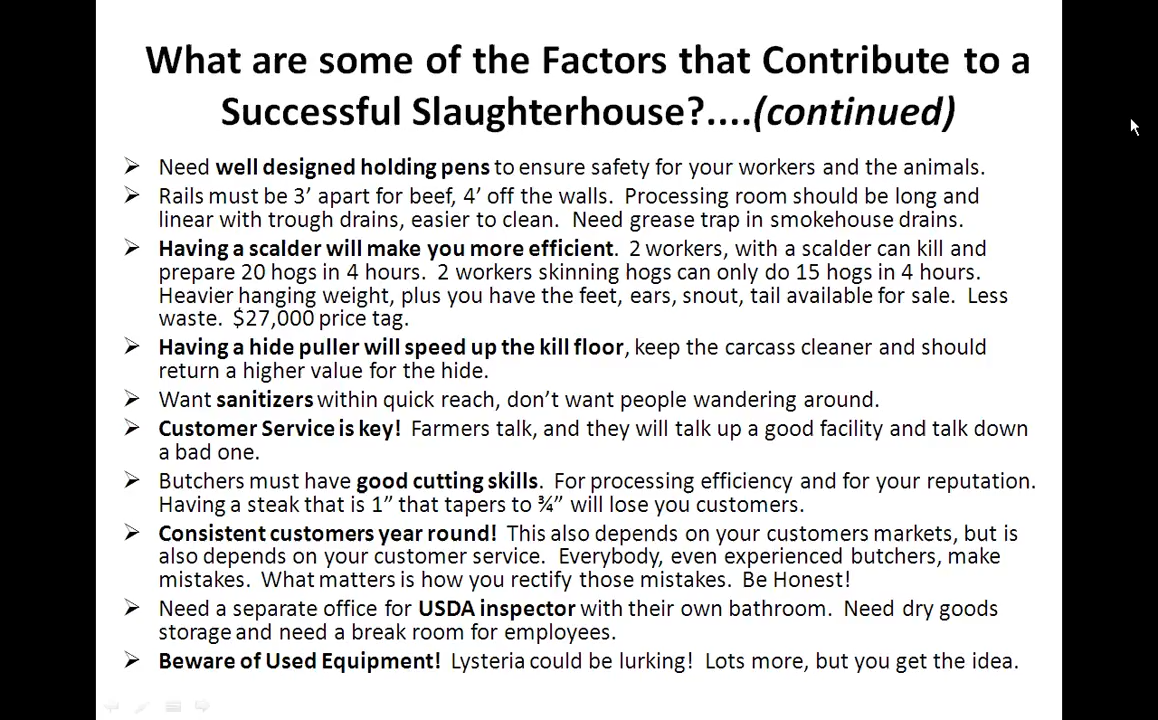 What are some of the Factors that Contribute to a
Successful Slaughterhouse?....(continued)
Need well designed holding pens to ensure safety for your workers and the animals.
Rails must be 3’ apart for beef, 4’ off the walls. Processing room should be long and
linear with trough drains, easier to clean. Need grease trap in smokehouse drains.
Having a scalder will make you more efficient. 2 workers, with a scalder can kill and
prepare 20 hogs in 4 hours. 2 workers skinning hogs can only do 15 hogs in 4 hours.
Heavier hanging weight, plus you have the feet, ears, snout, tail available for sale. Less
waste. $27,000 price tag.
Having a hide puller will speed up the kill floor, keep the carcass cleaner and should
return a higher value for the hide.
Want sanitizers within quick reach, don’t want people wandering around.
Customer Service is key! Farmers talk, and they will talk up a good facility and talk down
a bad one.
Butchers must have good cutting skills. For processing efficiency and for your reputation.
Having a steak that is 1” that tapers to ¾” will lose you customers.
Consistent customers year round! This also depends on your customers markets, but is
also depends on your customer service. Everybody, even experienced butchers, make
mistakes. What matters is how you rectify those mistakes. Be Honest!
Need a separate office for USDA inspector with their own bathroom. Need dry goods
storage and need a break room for employees.
Beware of Used Equipment! Lysteria could be lurking! Lots more, but you get the idea.